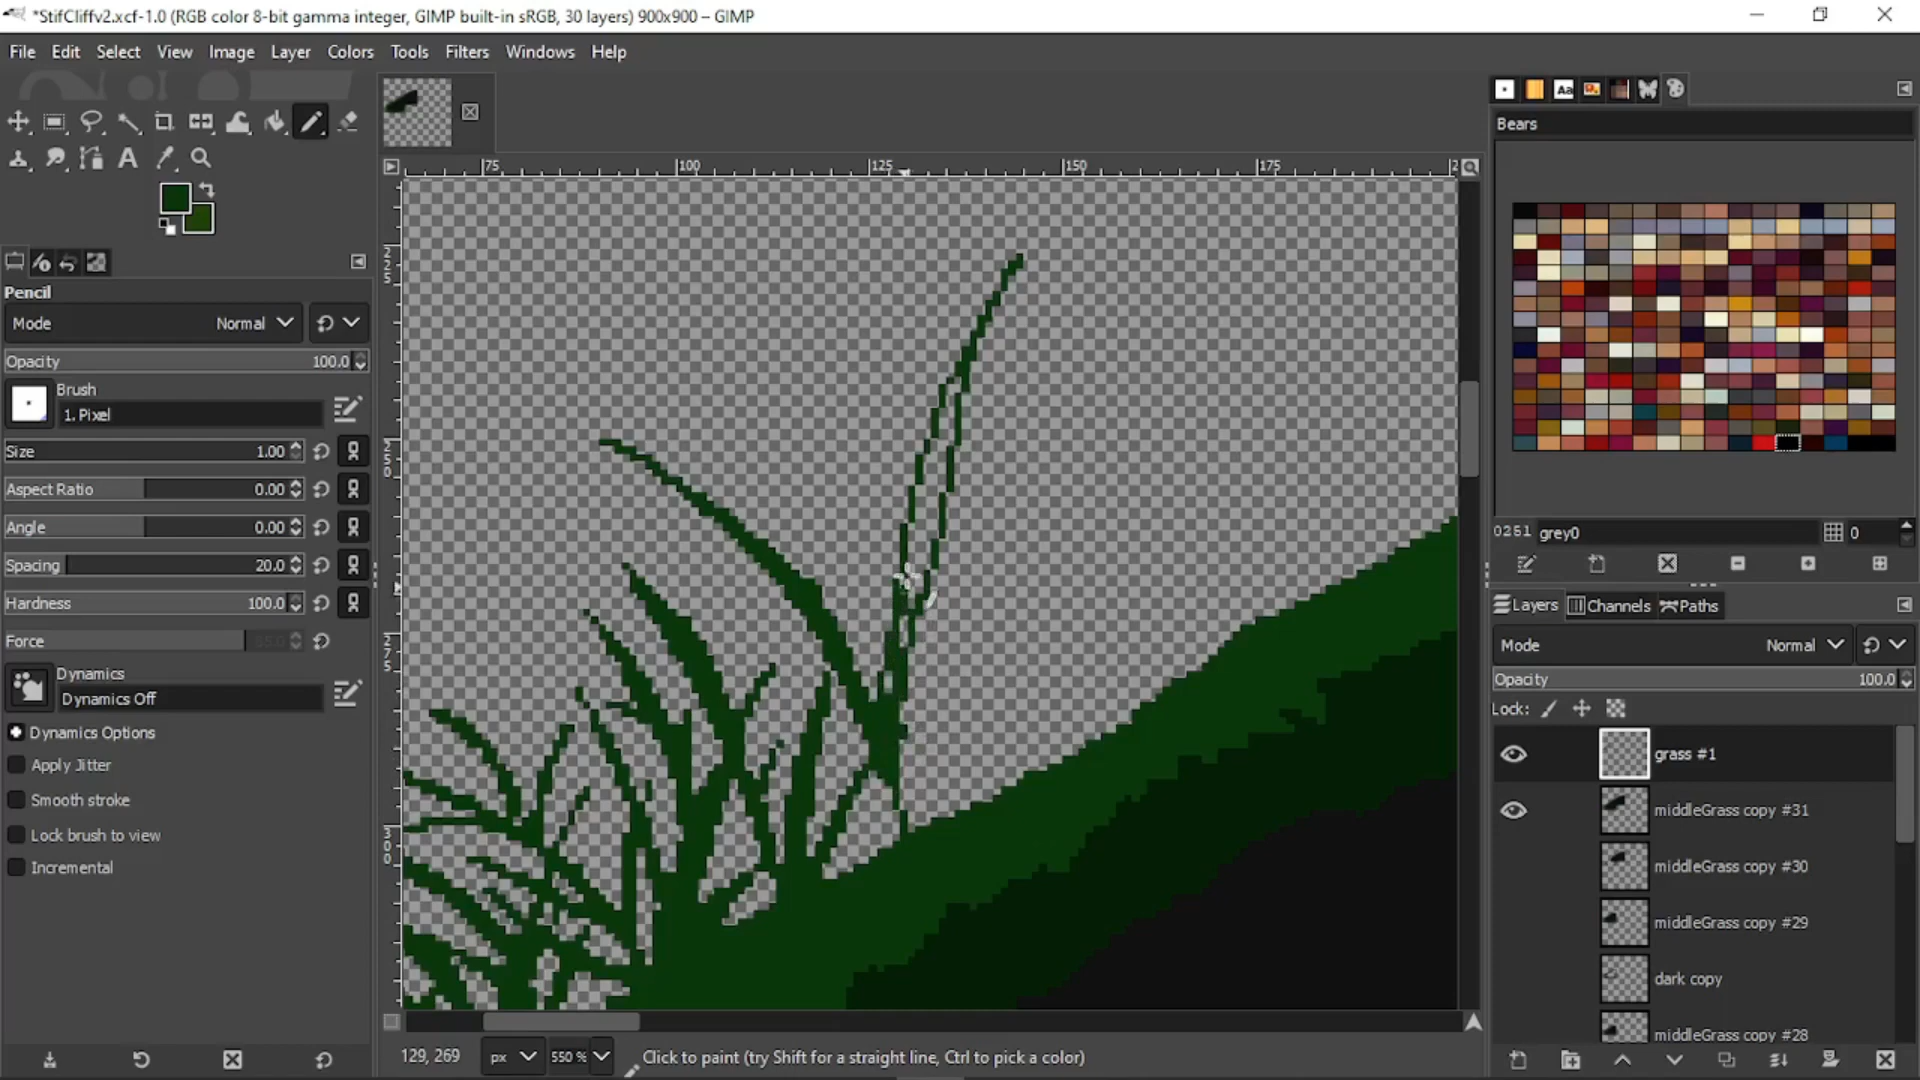 *StifCliffv2.xcf-1.0 (RGB color 8-bit gamma integer, GIMP built-in sRGB, 30 layers) 900x900 – GIMP
File Edit Select View Image Layer Colors Tools Filters Windows Help
Bears
75 100 125 150 175 2
Pencil
Mode Normal
Opacity 100.0
Brush
1. Pixel
Size 1.00
Aspect Ratio 0.00
Angle 0.00
Spacing 20.0
Hardness 100.0
Force
Dynamics
Dynamics Off
Dynamics Options
Apply Jitter
Smooth stroke
Lock brush to view
Incremental
225
250
275
300
0251 grey0 0
Layers Channels Paths
Mode Normal
Opacity 100.0
Lock:
grass #1
middleGrass copy #31
middleGrass copy #30
middleGrass copy #29
dark copy
middleGrass copy #28
129, 269 px 550 % Click to paint (try Shift for a straight line, Ctrl to pick a color)